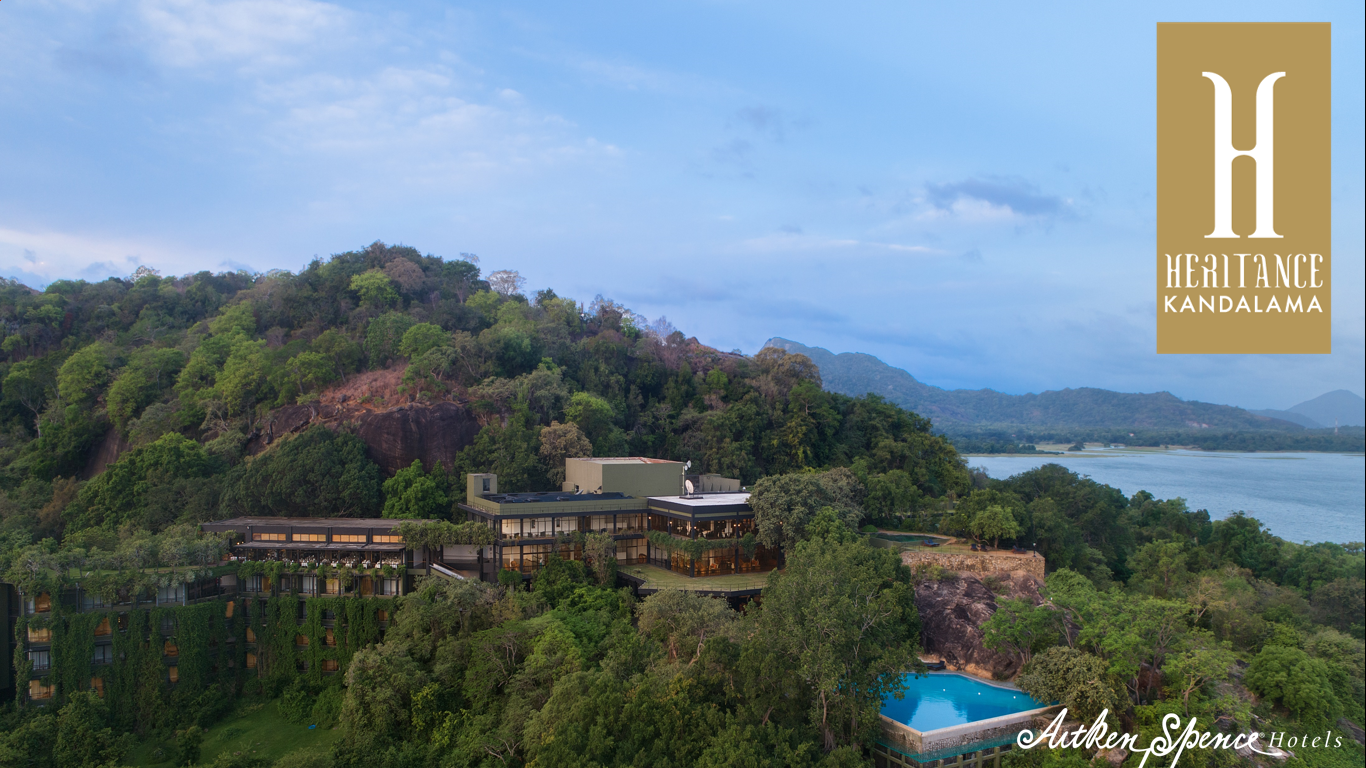 H
HERITANCE
KANDALAMA
Aitken Spence Hotels